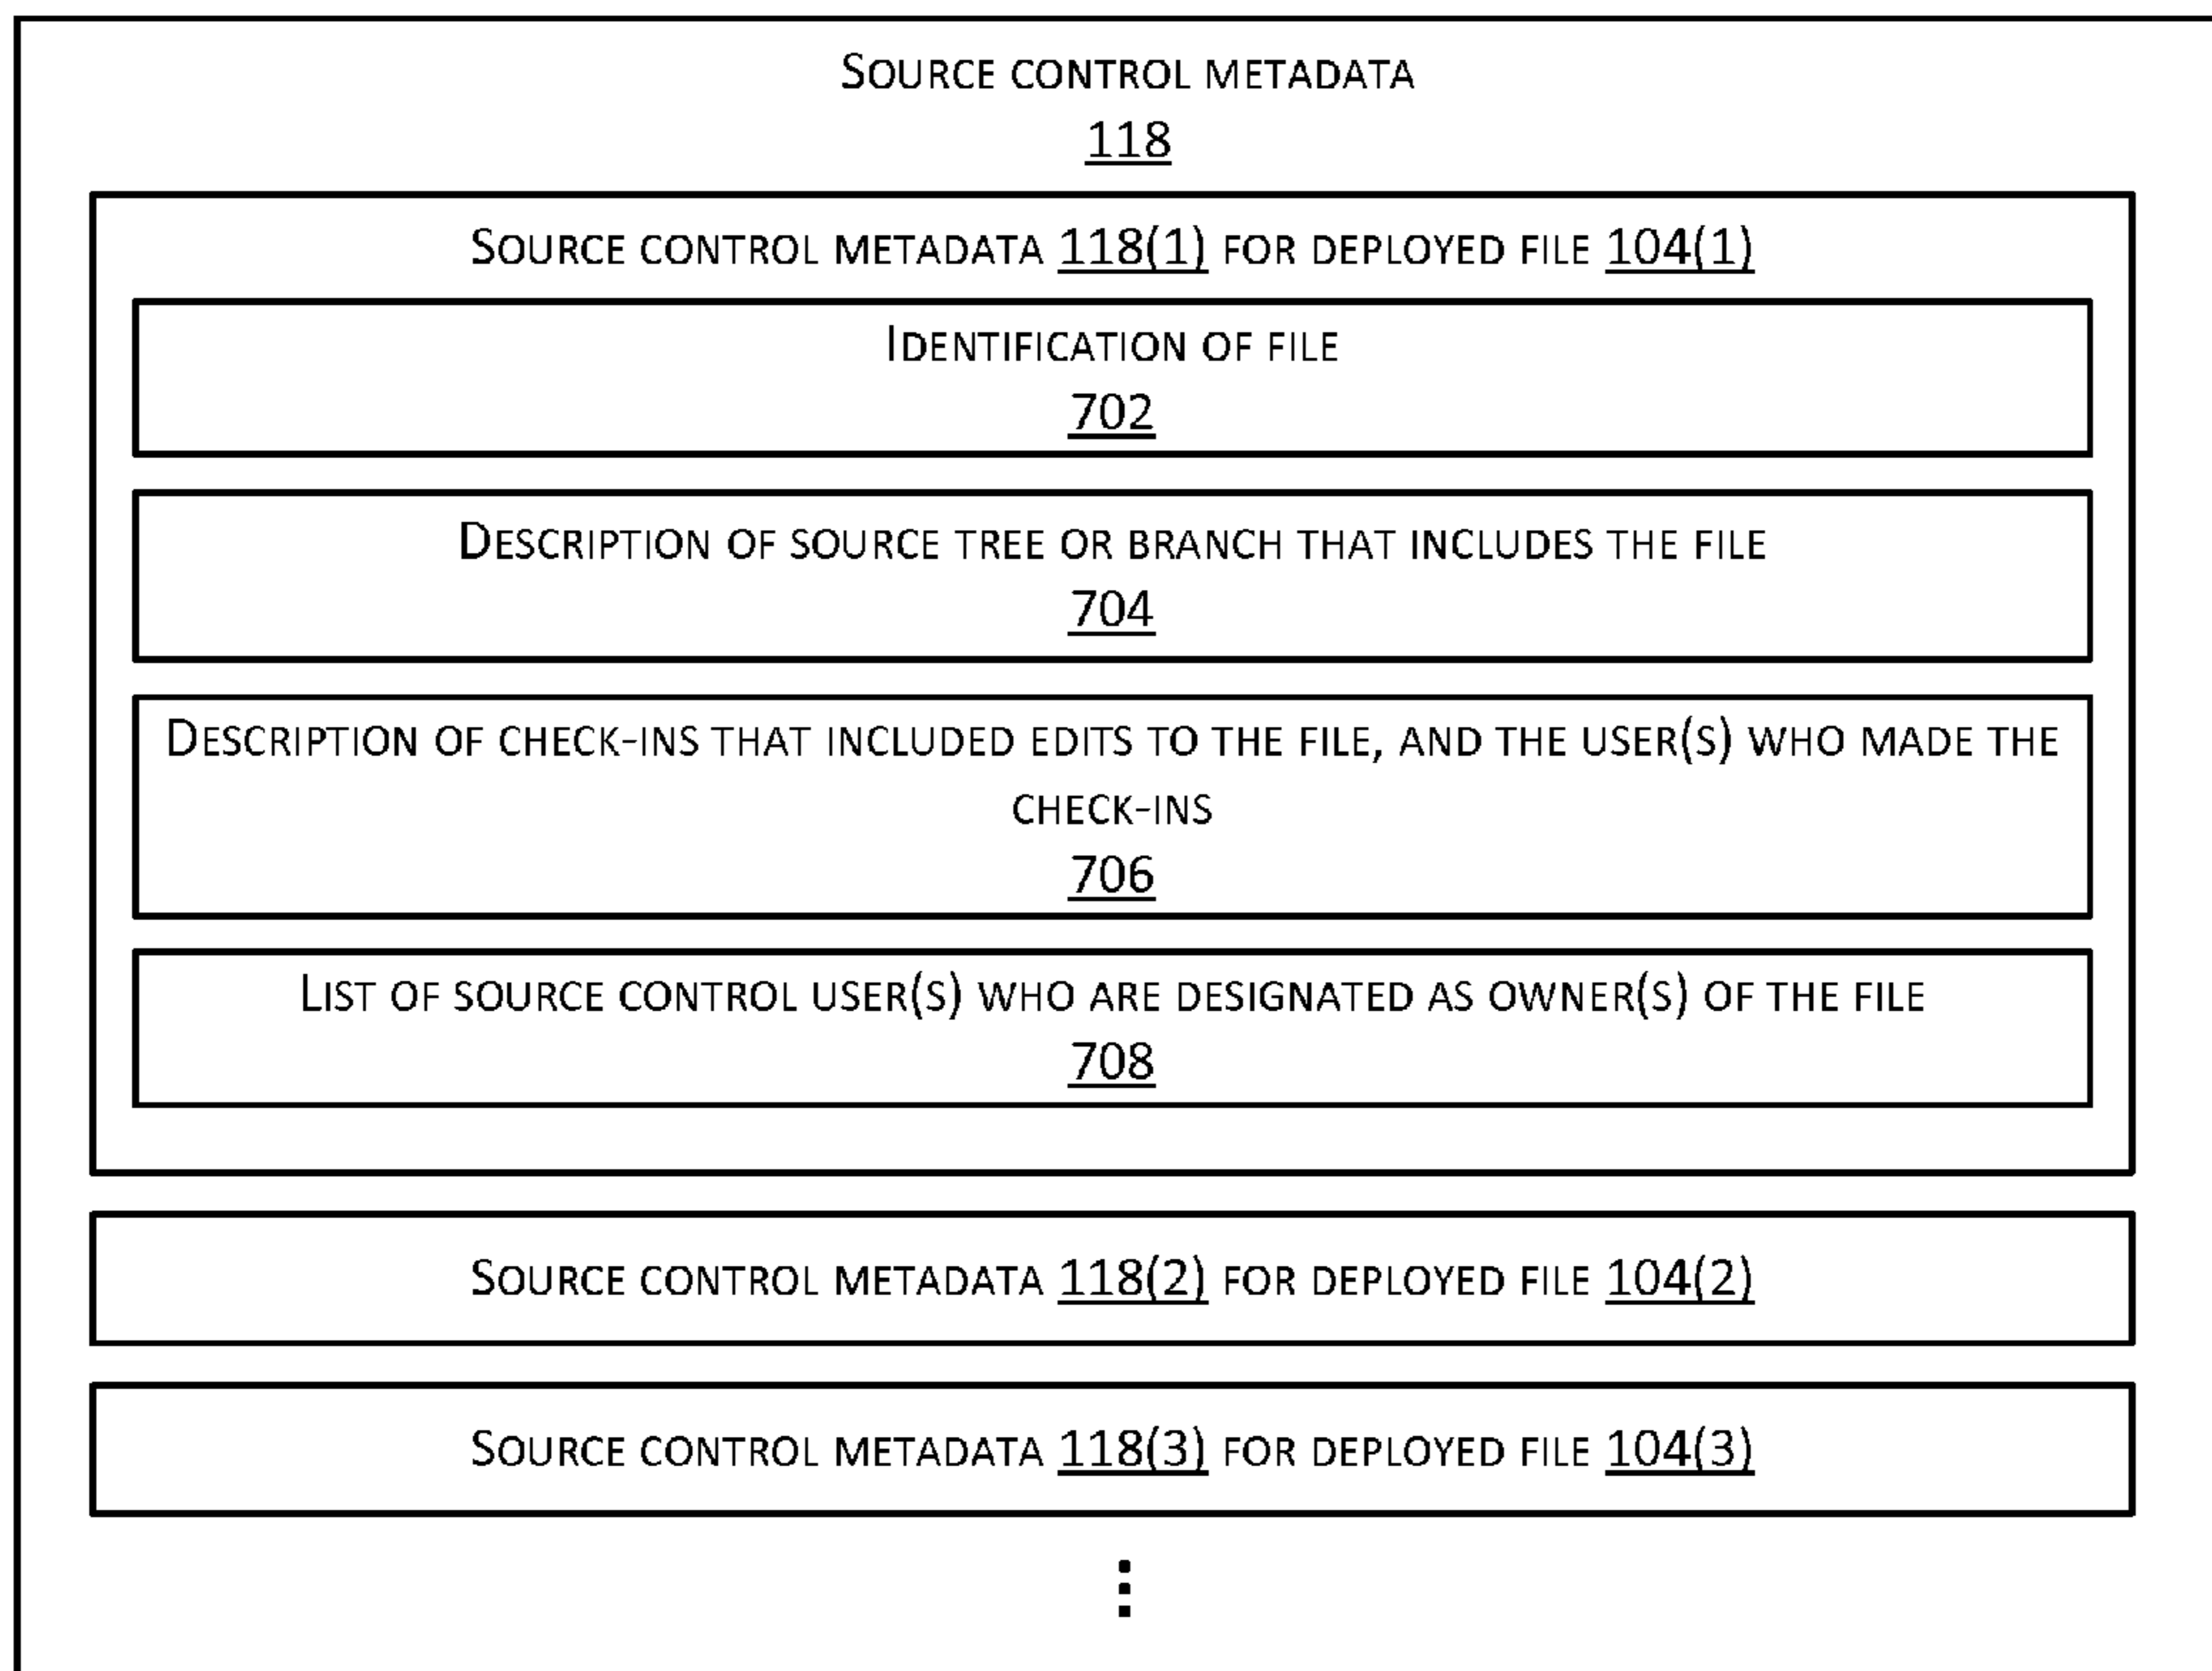 Source control metadata
118
Source control metadata 118(1) for deployed file 104(1)
Identification of file
702
Description of source tree or branch that includes the file
704
Description of check-ins that included edits to the file, and the user(s) who made the
check-ins
706
List of source control user(s) who are designated as owner(s) of the file
708
Source control metadata 118(2) for deployed file 104(2)
Source control metadata 118(3) for deployed file 104(3)
⋮